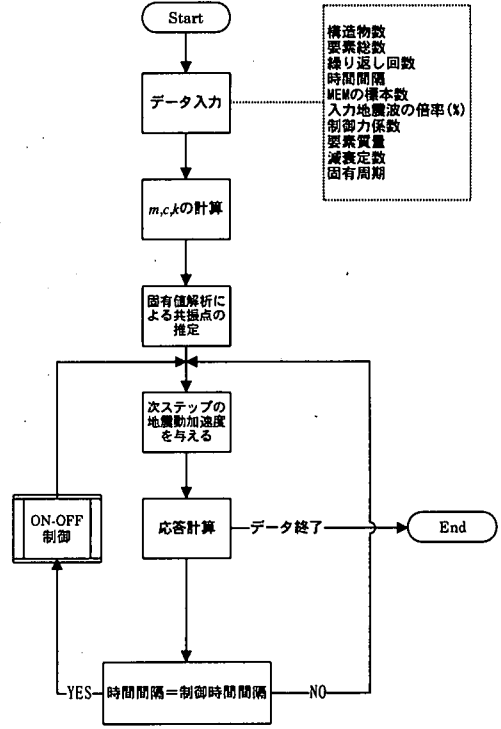 Start
データ入力
構造物数
要素総数
繰り返し回数
時間間隔
MEMの標本数
入力地震波の倍率(%)
制御力係数
要素質量
減衰定数
固有周期
m,c,kの計算
固有値解析に
よる共振点の
推定
次ステップの
地震動加速度
を与える
ON-OFF
制御
応答計算
データ終了
End
YES
時間間隔=制御時間間隔
NO